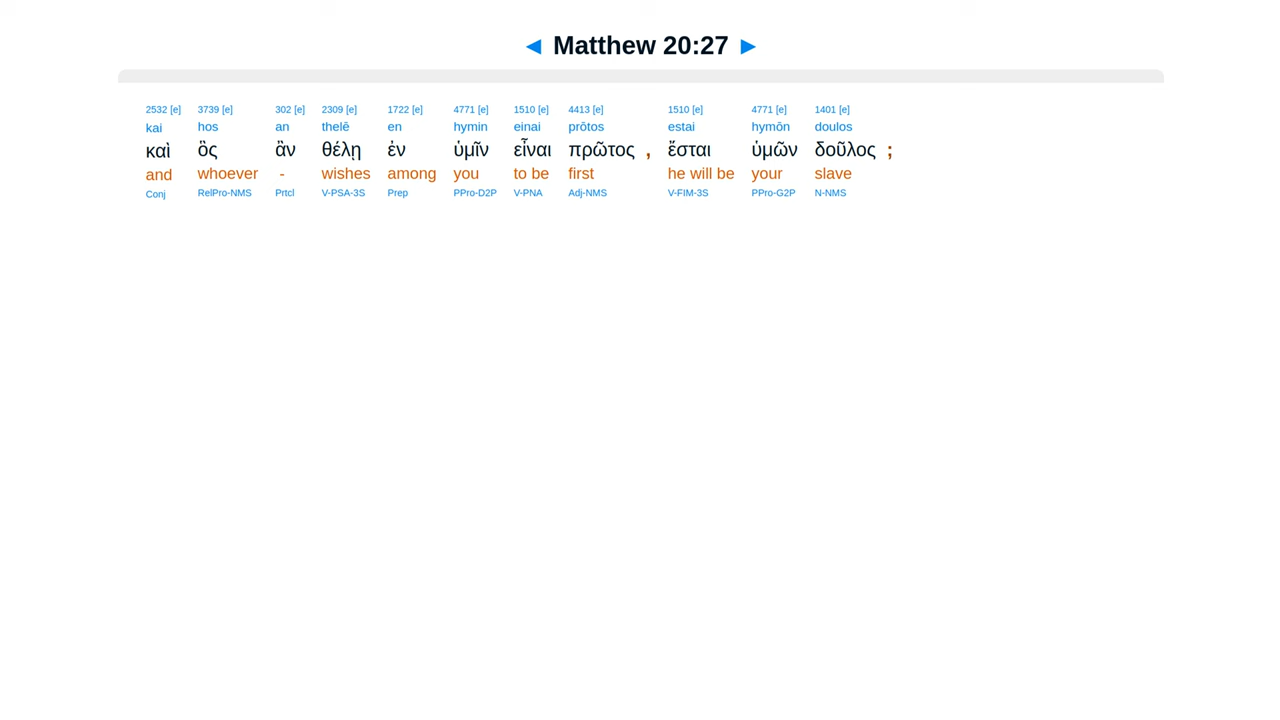 ◄ Matthew 20:27 ►
2532 [e] 3739 [e] 302 [e] 2309 [e] 1722 [e] 4771 [e] 1510 [e] 4413 [e] 1510 [e] 4771 [e] 1401 [e]
kai hos an thelē en hymin einai prōtos estai hymōn doulos
καὶ ὃς ἂν θέλῃ ἐν ὑμῖν εἶναι πρῶτος , ἔσται ὑμῶν δοῦλος ;
and whoever - wishes among you to be first he will be your slave
Conj RelPro-NMS Prtcl V-PSA-3S Prep PPro-D2P V-PNA Adj-NMS V-FIM-3S PPro-G2P N-NMS